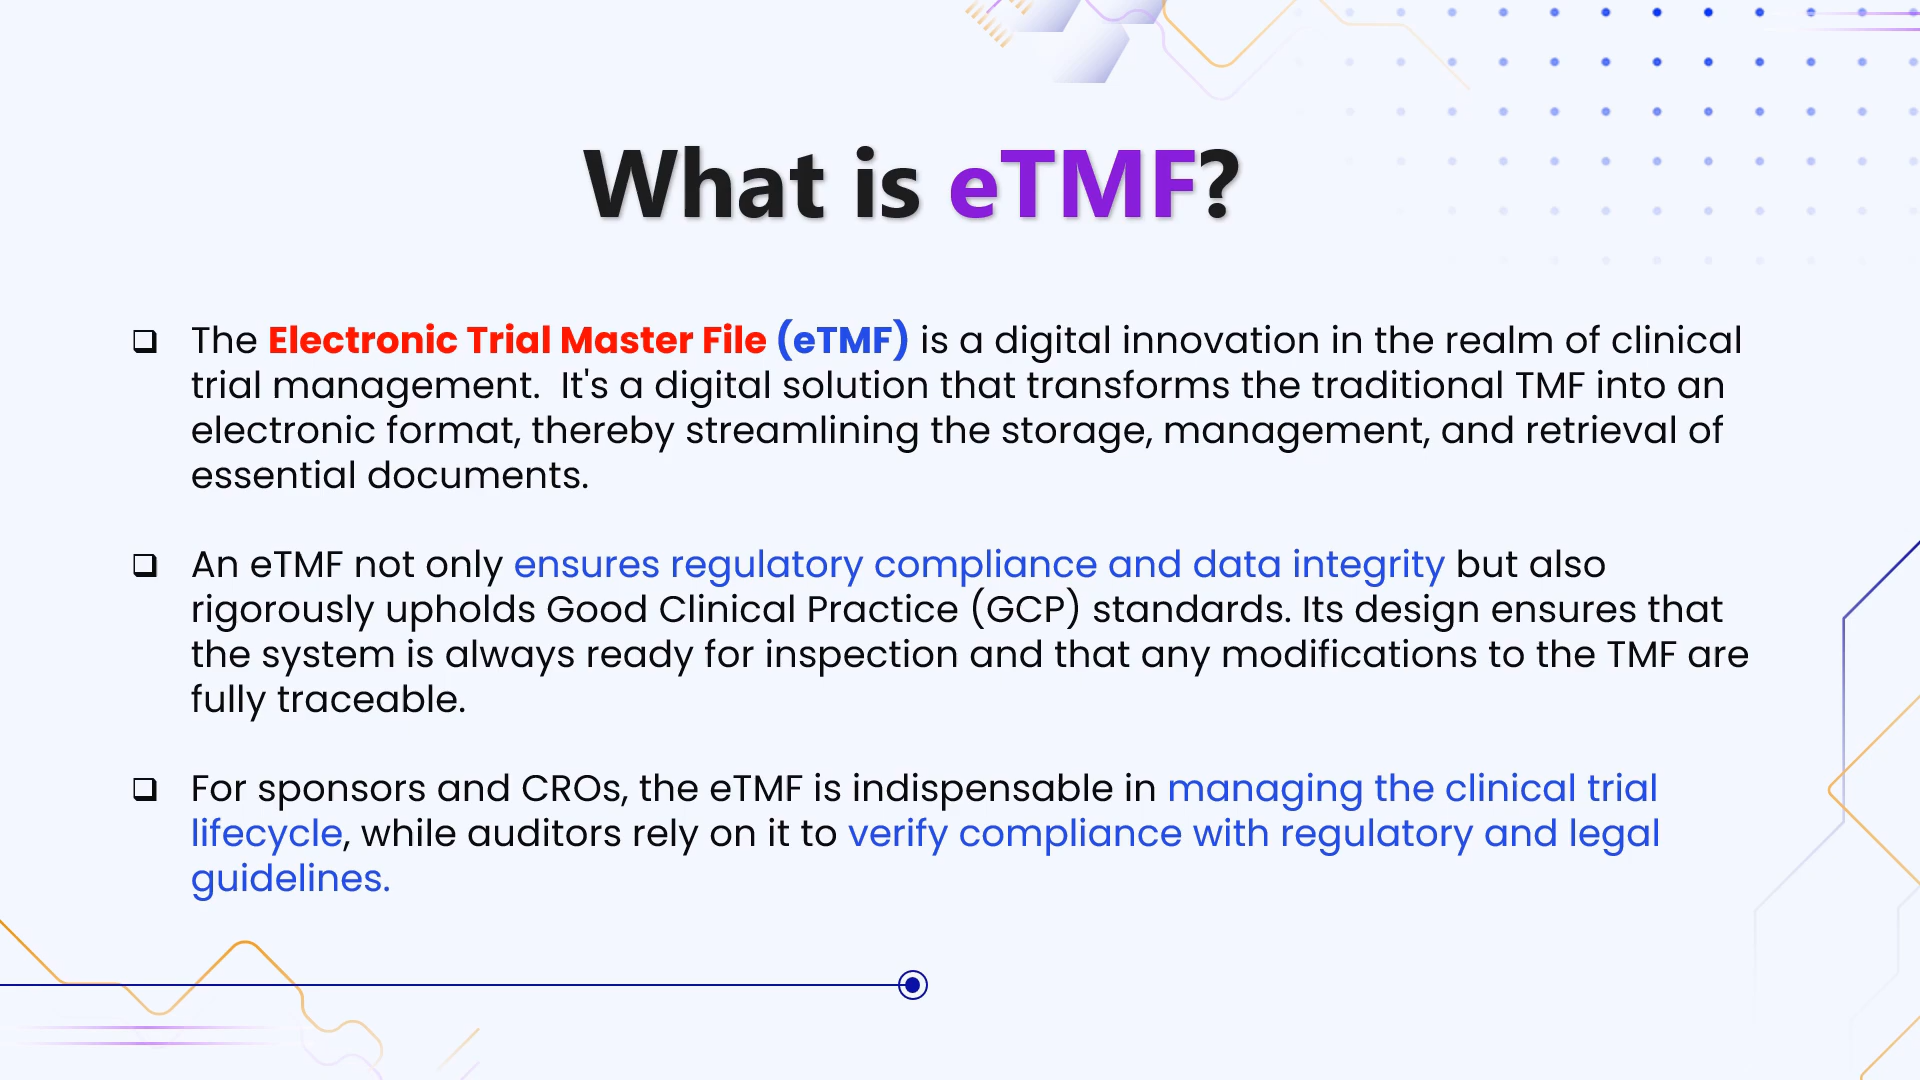 What is eTMF?
❑ The Electronic Trial Master File (eTMF) is a digital innovation in the realm of clinical
trial management.  It's a digital solution that transforms the traditional TMF into an
electronic format, thereby streamlining the storage, management, and retrieval of
essential documents.
❑ An eTMF not only ensures regulatory compliance and data integrity but also
rigorously upholds Good Clinical Practice (GCP) standards. Its design ensures that
the system is always ready for inspection and that any modifications to the TMF are
fully traceable.
❑ For sponsors and CROs, the eTMF is indispensable in managing the clinical trial
lifecycle, while auditors rely on it to verify compliance with regulatory and legal
guidelines.